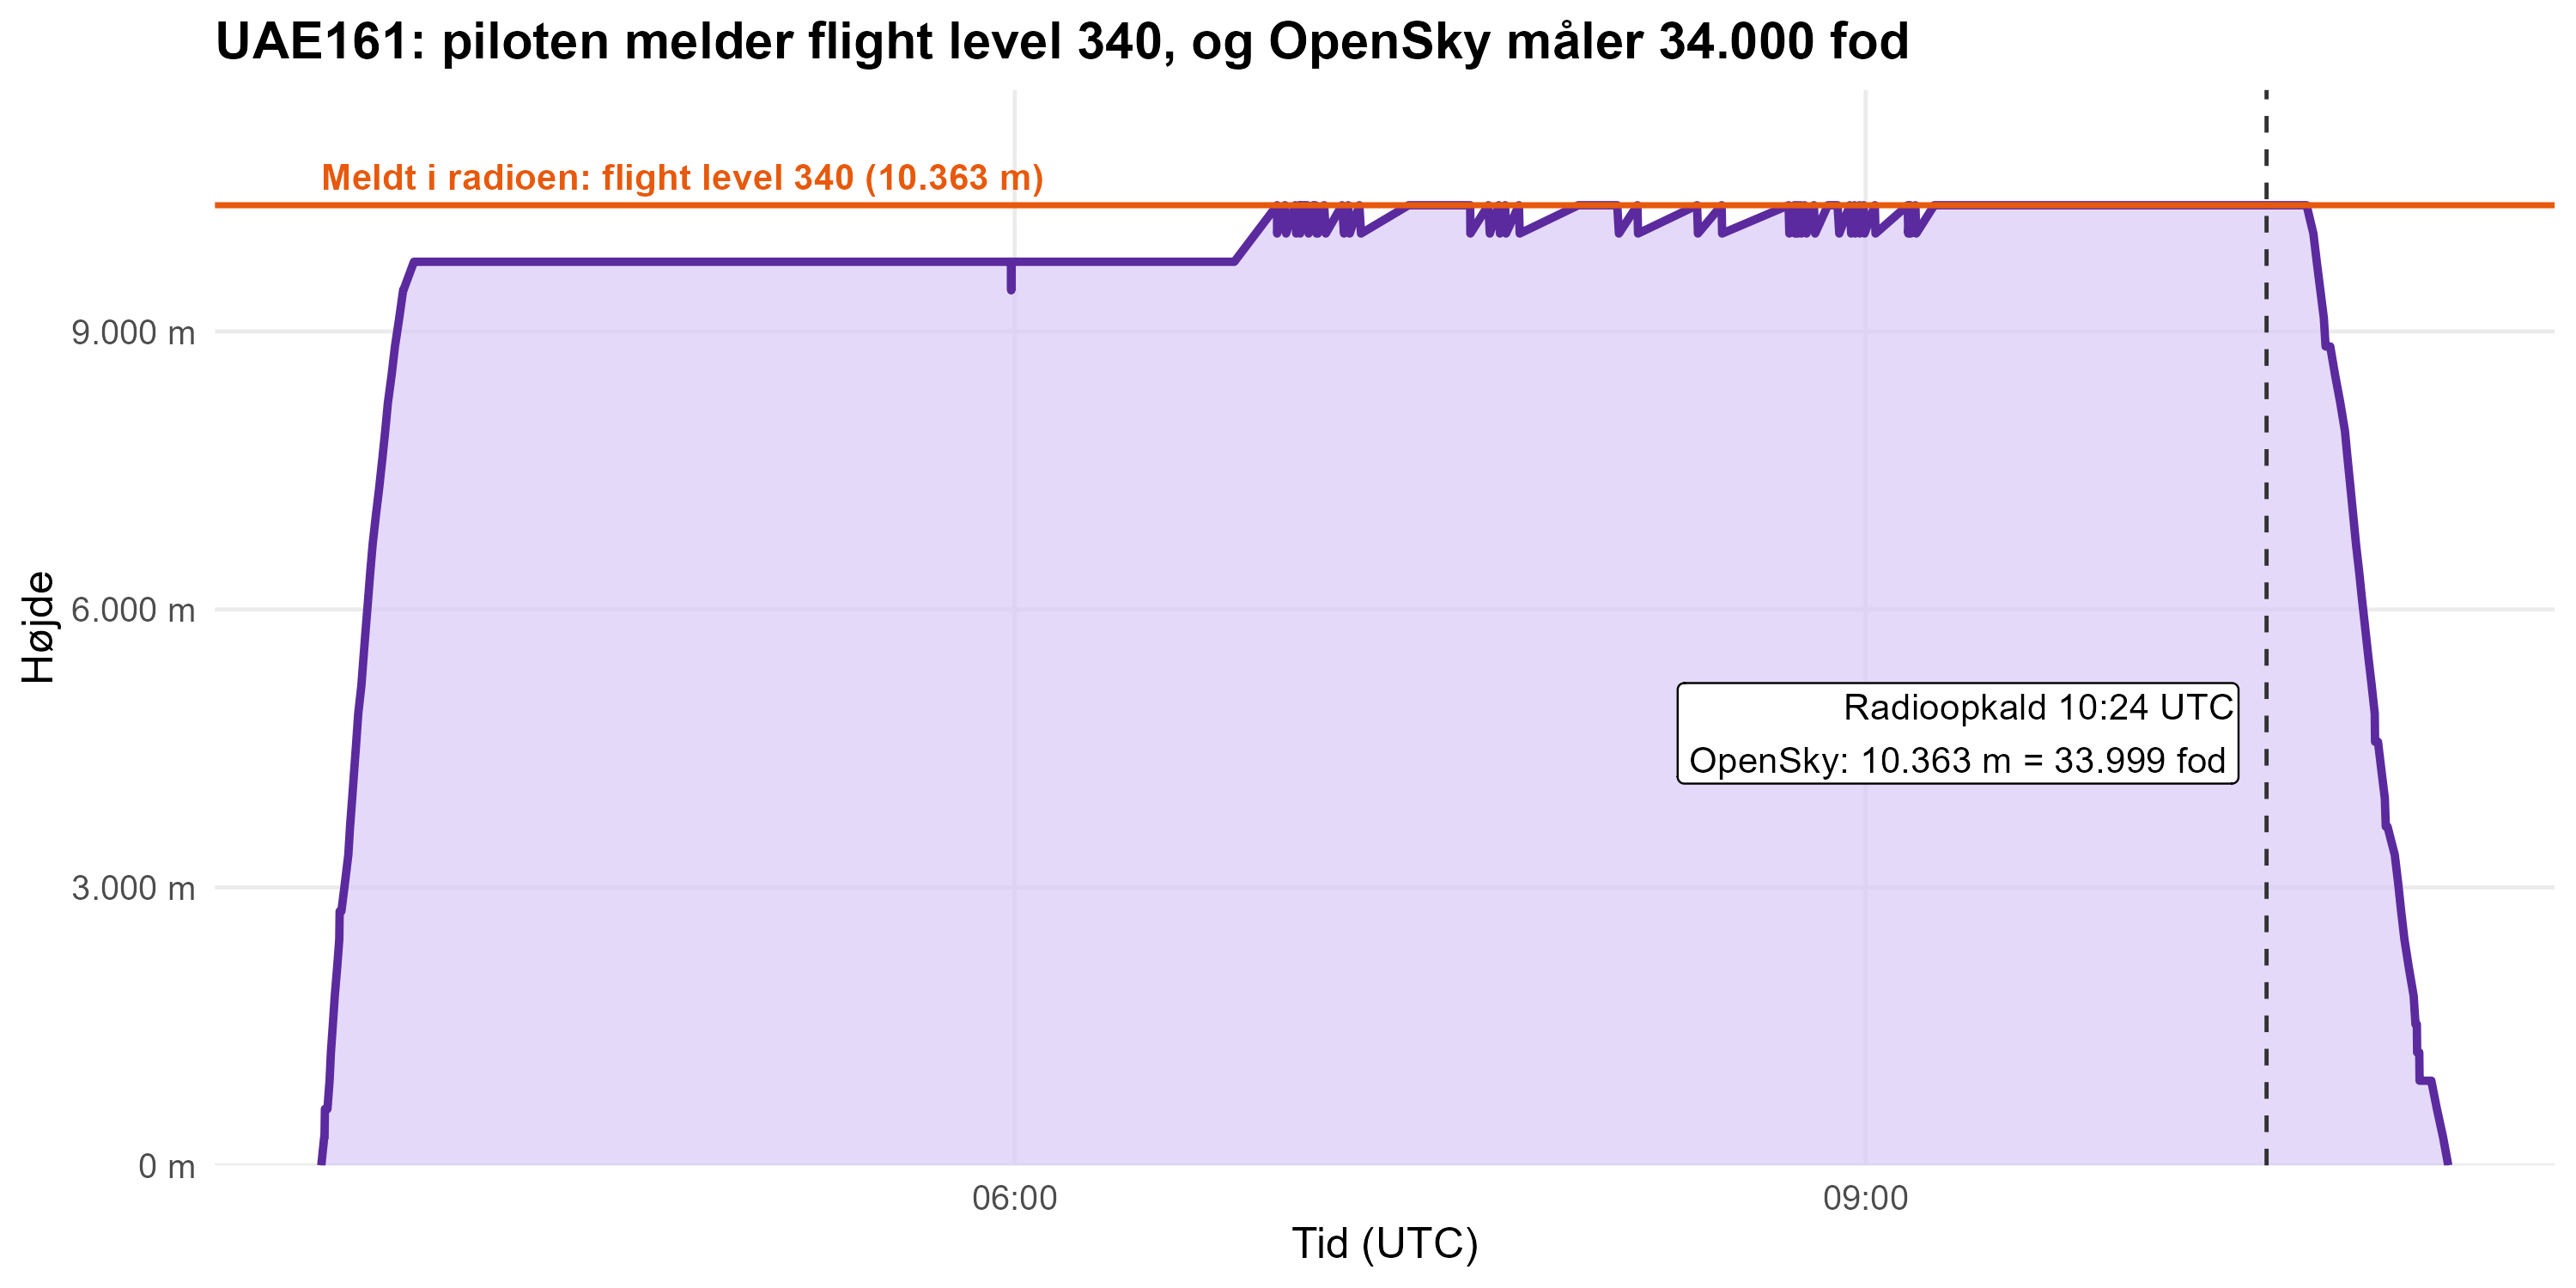 UAE161: piloten melder flight level 340, og OpenSky måler 34.000 fod
Meldt i radioen: flight level 340 (10.363 m)
Højde
9.000 m
6.000 m
3.000 m
0 m
Radioopkald 10:24 UTC
OpenSky: 10.363 m = 33.999 fod
06:00
09:00
Tid (UTC)